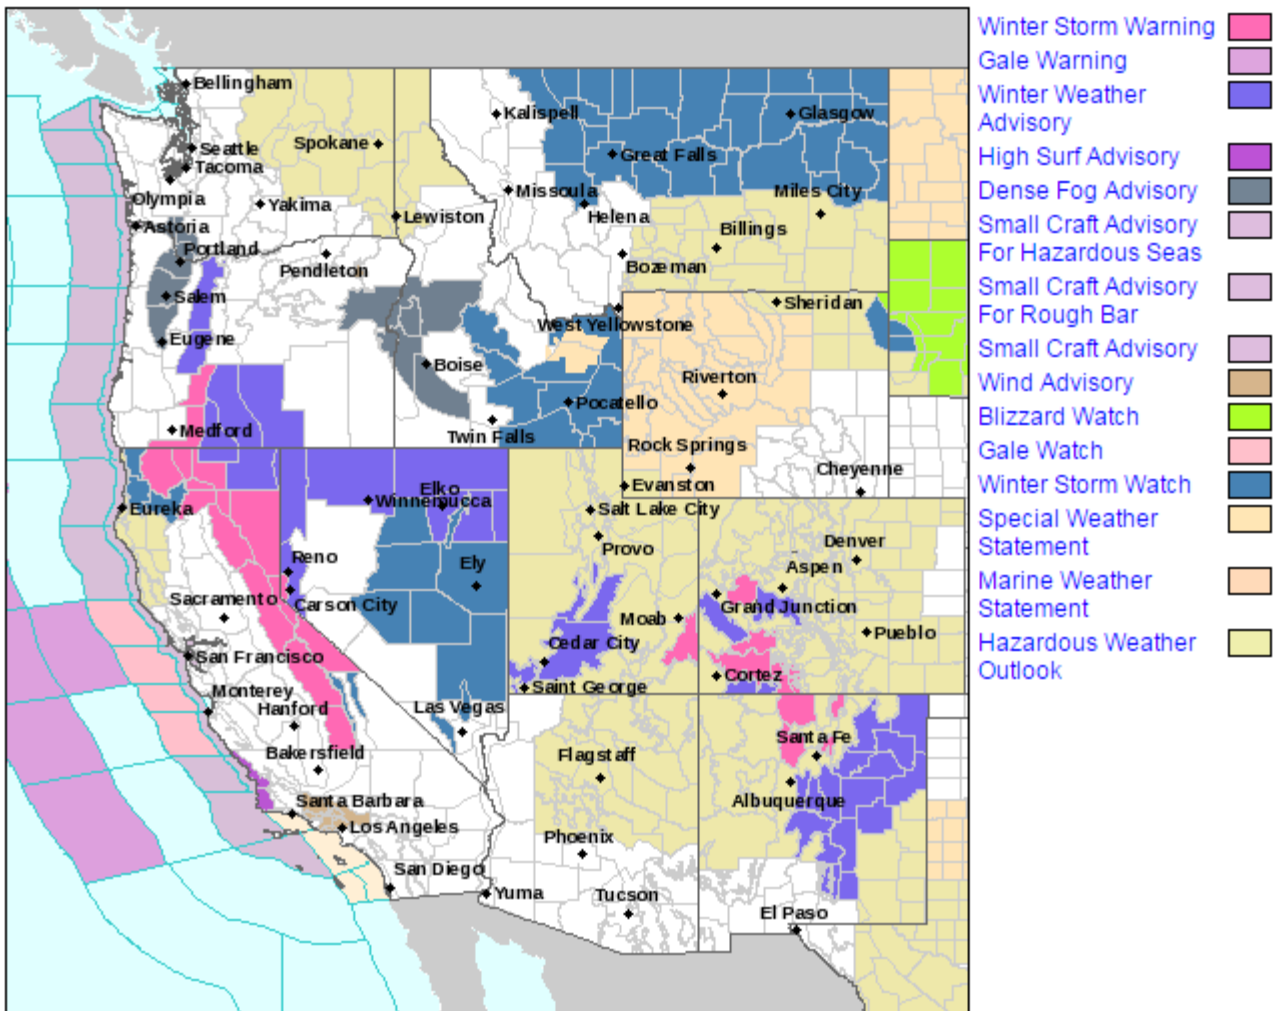 Bellingham
Kalispell
Glasgow
Seattle
Spokane
Great Falls
Tacoma
Missoula
Miles City
Olympia
Yakima
Lewiston
Helena
Astoria
Billings
Portland
Pendleton
Bozeman
Salem
Sheridan
West Yellowstone
Eugene
Boise
Riverton
Pocatello
Medford
Twin Falls
Rock Springs
Cheyenne
Evanston
Elko
Winnemucca
Eureka
Salt Lake City
Denver
Provo
Reno
Ely
Aspen
Sacramento
Carson City
Grand Junction
Moab
Pueblo
Cedar City
San Francisco
Cortez
Saint George
Monterey
Hanford
Las Vegas
Santa Fe
Bakersfield
Flagstaff
Santa Barbara
Albuquerque
Los Angeles
Phoenix
San Diego
Yuma
Tucson
El Paso
Winter Storm Warning
Gale Warning
Winter Weather
Advisory
High Surf Advisory
Dense Fog Advisory
Small Craft Advisory
For Hazardous Seas
Small Craft Advisory
For Rough Bar
Small Craft Advisory
Wind Advisory
Blizzard Watch
Gale Watch
Winter Storm Watch
Special Weather
Statement
Marine Weather
Statement
Hazardous Weather
Outlook